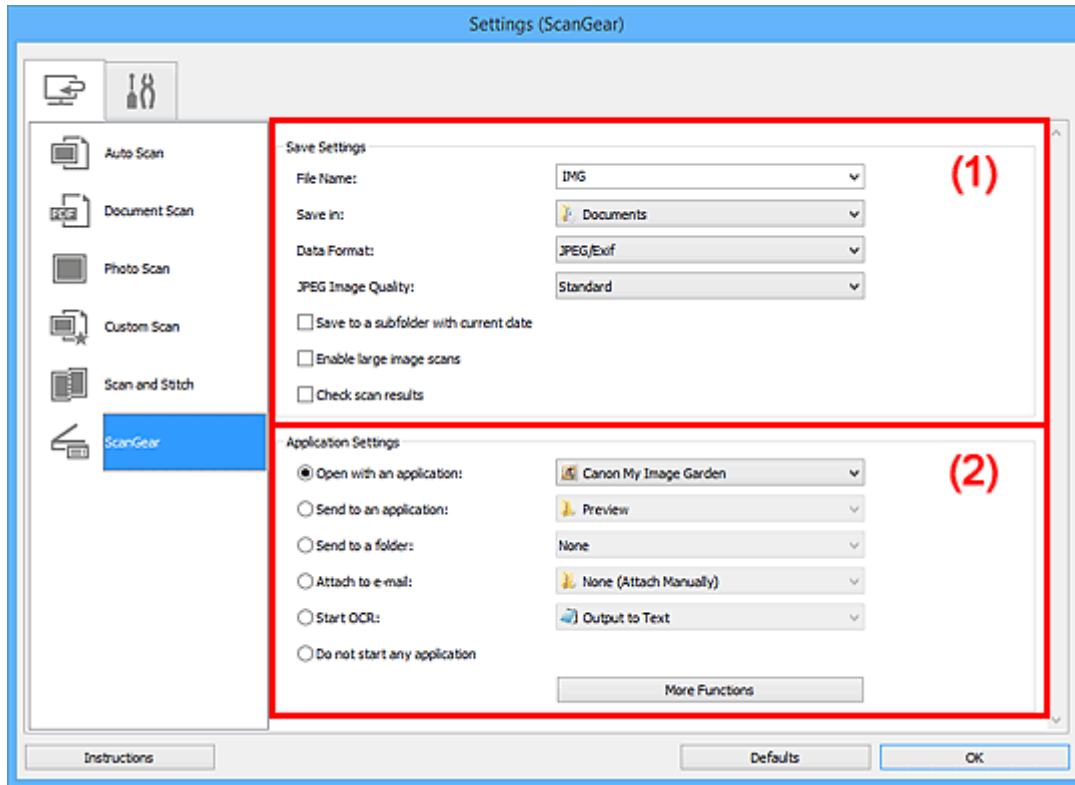 Settings (ScanGear)
Auto Scan
Document Scan
Photo Scan
Custom Scan
Scan and Stitch
ScanGear
Save Settings
(1)
File Name: IMG
Save in: Documents
Data Format: JPEG/Exif
JPEG Image Quality: Standard
Save to a subfolder with current date
Enable large image scans
Check scan results
Application Settings
(2)
Open with an application: Canon My Image Garden
Send to an application: Preview
Send to a folder: None
Attach to e-mail: None (Attach Manually)
Start OCR: Output to Text
Do not start any application
More Functions
Instructions Defaults OK